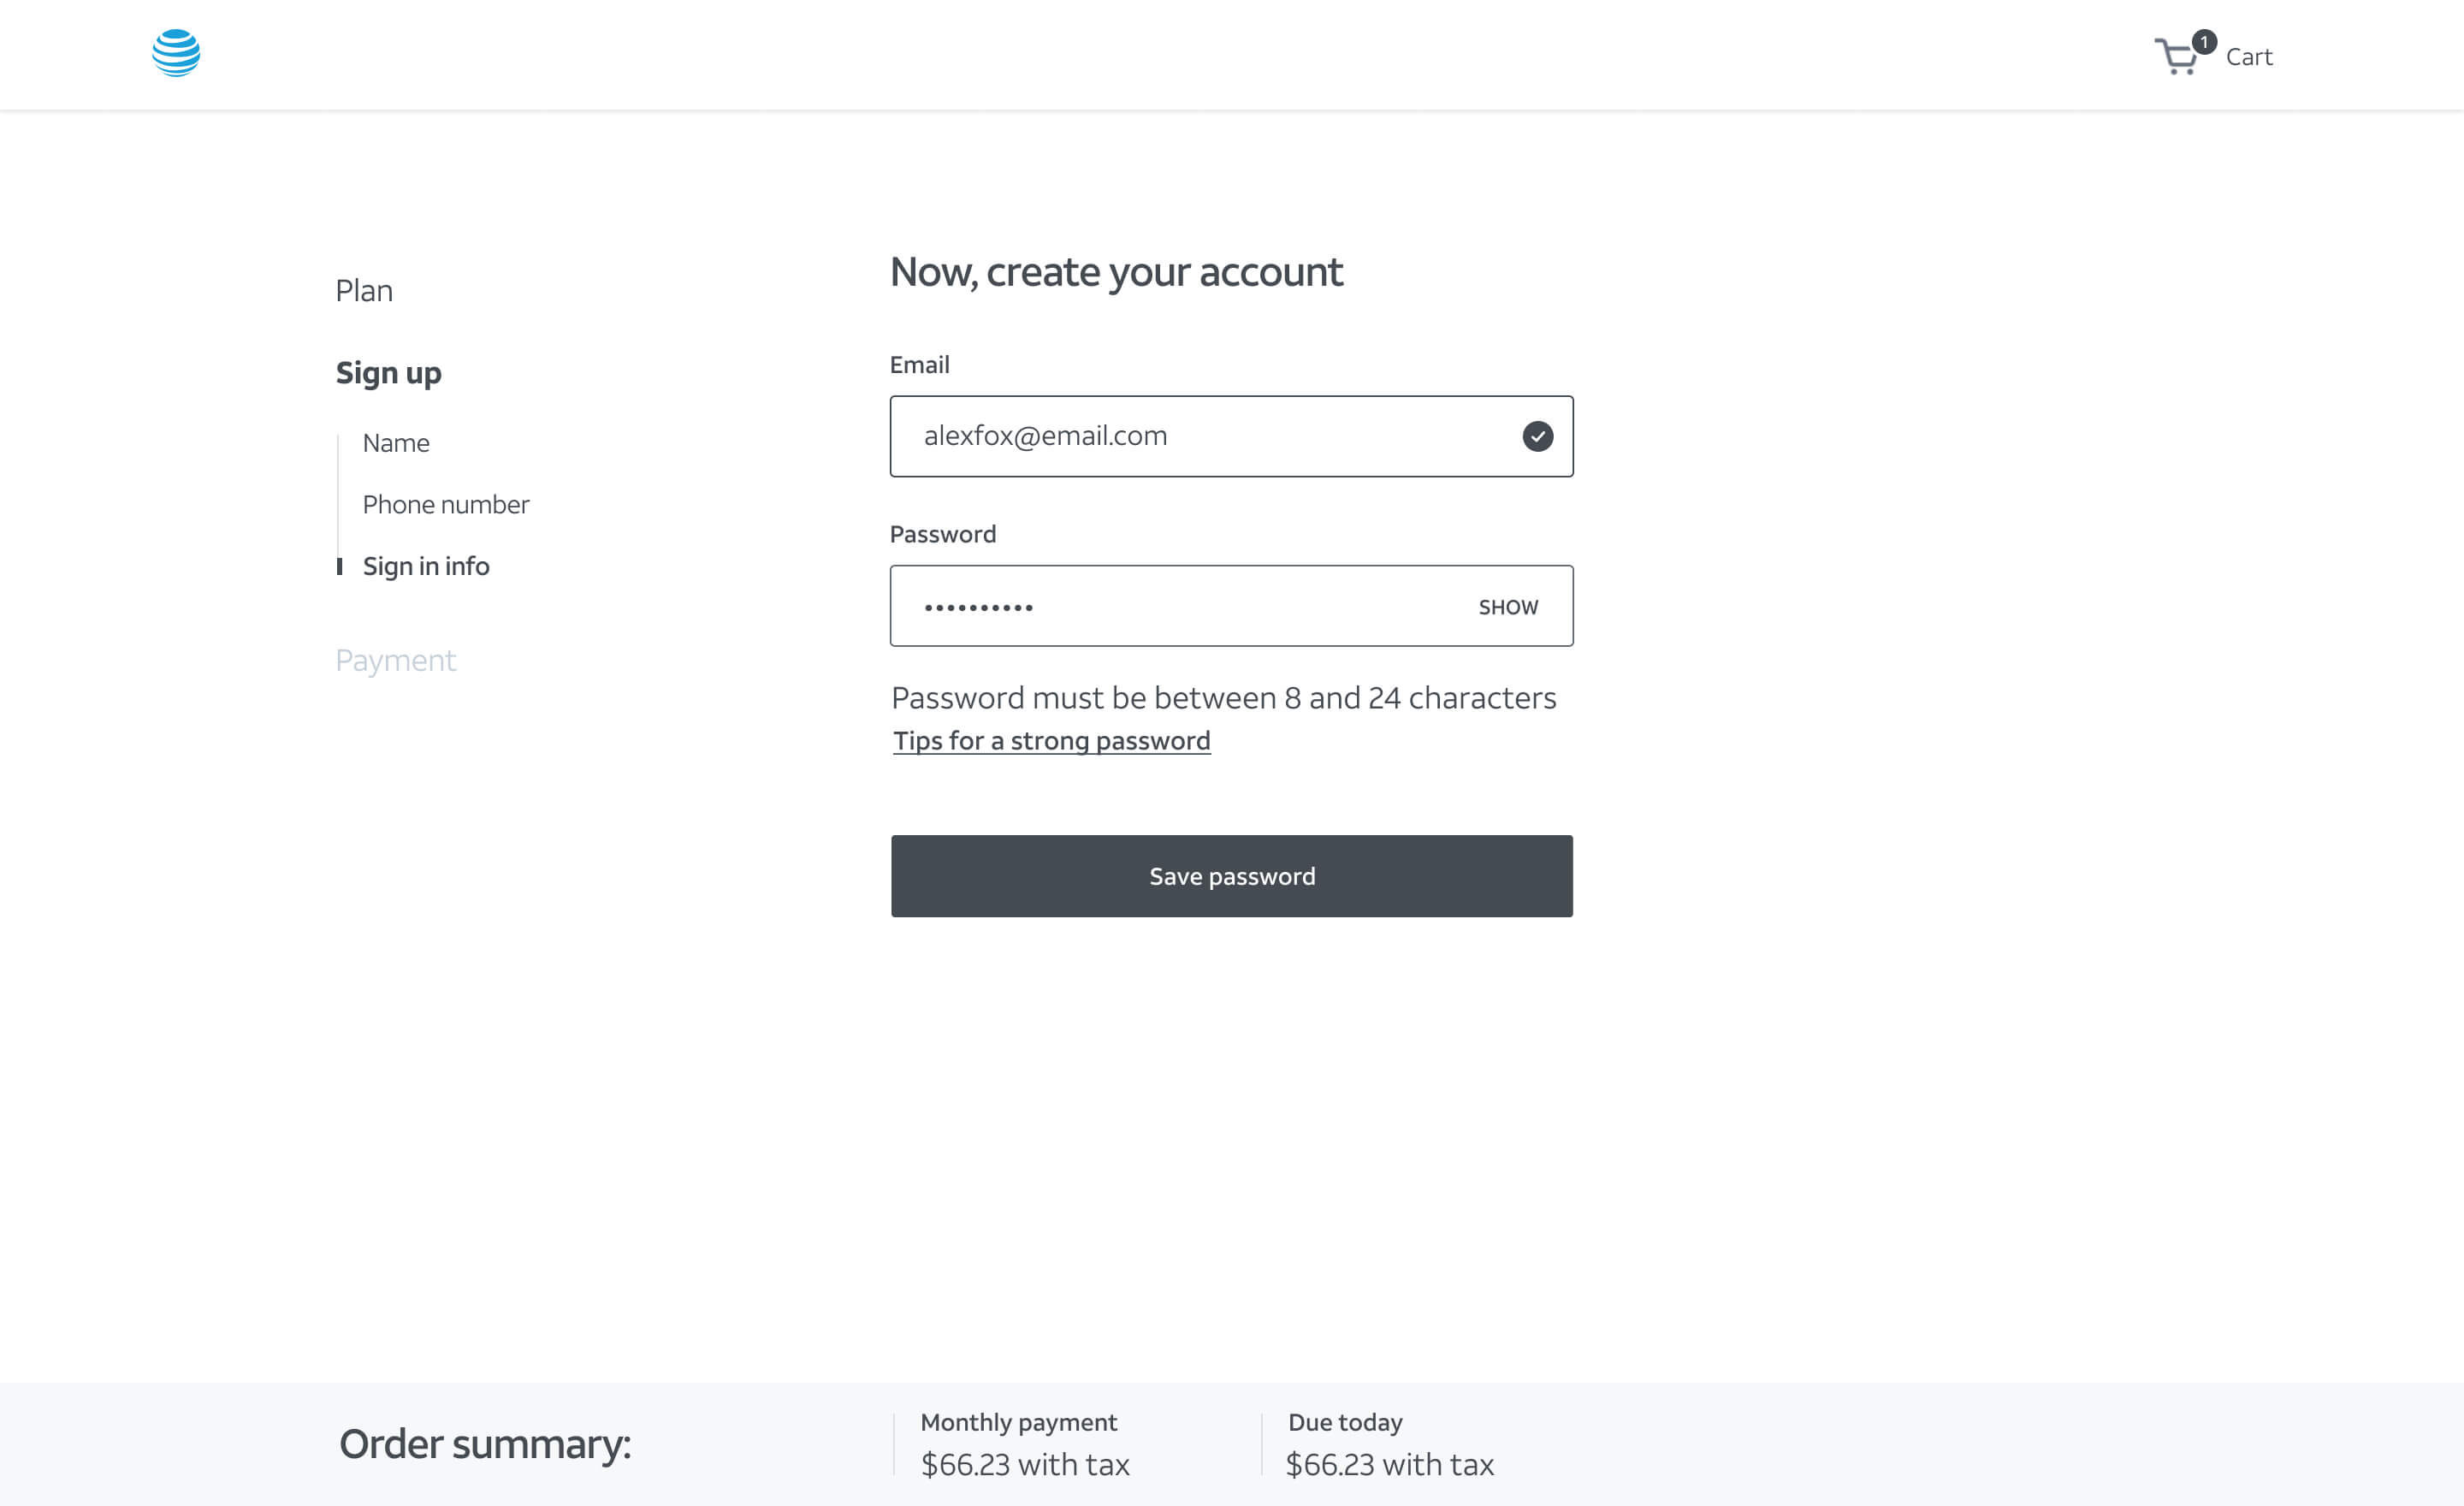 1
Cart
Plan
Sign up
Name
Phone number
Sign in info
Payment
Now, create your account
Email
alexfox@email.com
Password
••••••••••
SHOW
Password must be between 8 and 24 characters
Tips for a strong password
Save password
Order summary:
Monthly payment
$66.23 with tax
Due today
$66.23 with tax